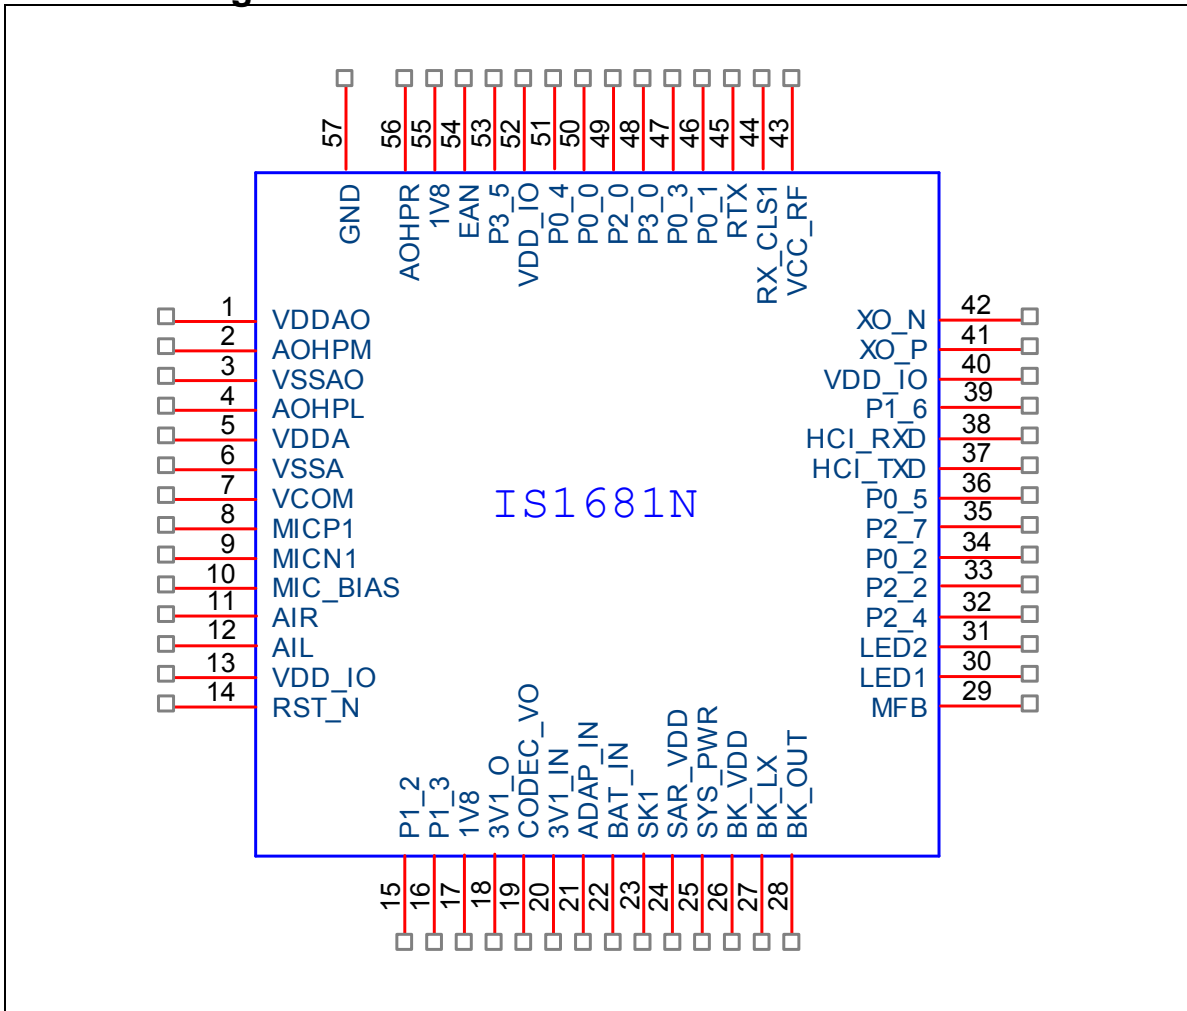 g
57 56 55 54 53 52 51 50 49 48 47 46 45 44 43
GND AOHPR 1V8 EAN P3_5 VDD_IO P0_4 P0_0 P2_0 P3_0 P0_3 P0_1 RTX RX_CLS1 VCC_RF
1 VDDAO
2 AOHPM
3 VSSAO
4 AOHPL
5 VDDA
6 VSSA
7 VCOM
8 MICP1
9 MICN1
10 MIC_BIAS
11 AIR
12 AIL
13 VDD_IO
14 RST_N
IS1681N
XO_N 42
XO_P 41
VDD_IO 40
P1_6 39
HCI_RXD 38
HCI_TXD 37
P0_5 36
P2_7 35
P0_2 34
P2_2 33
P2_4 32
LED2 31
LED1 30
MFB 29
P1_2 P1_3 1V8 3V1_O CODEC_VO 3V1_IN ADAP_IN BAT_IN SK1 SAR_VDD SYS_PWR BK_VDD BK_LX BK_OUT
15 16 17 18 19 20 21 22 23 24 25 26 27 28